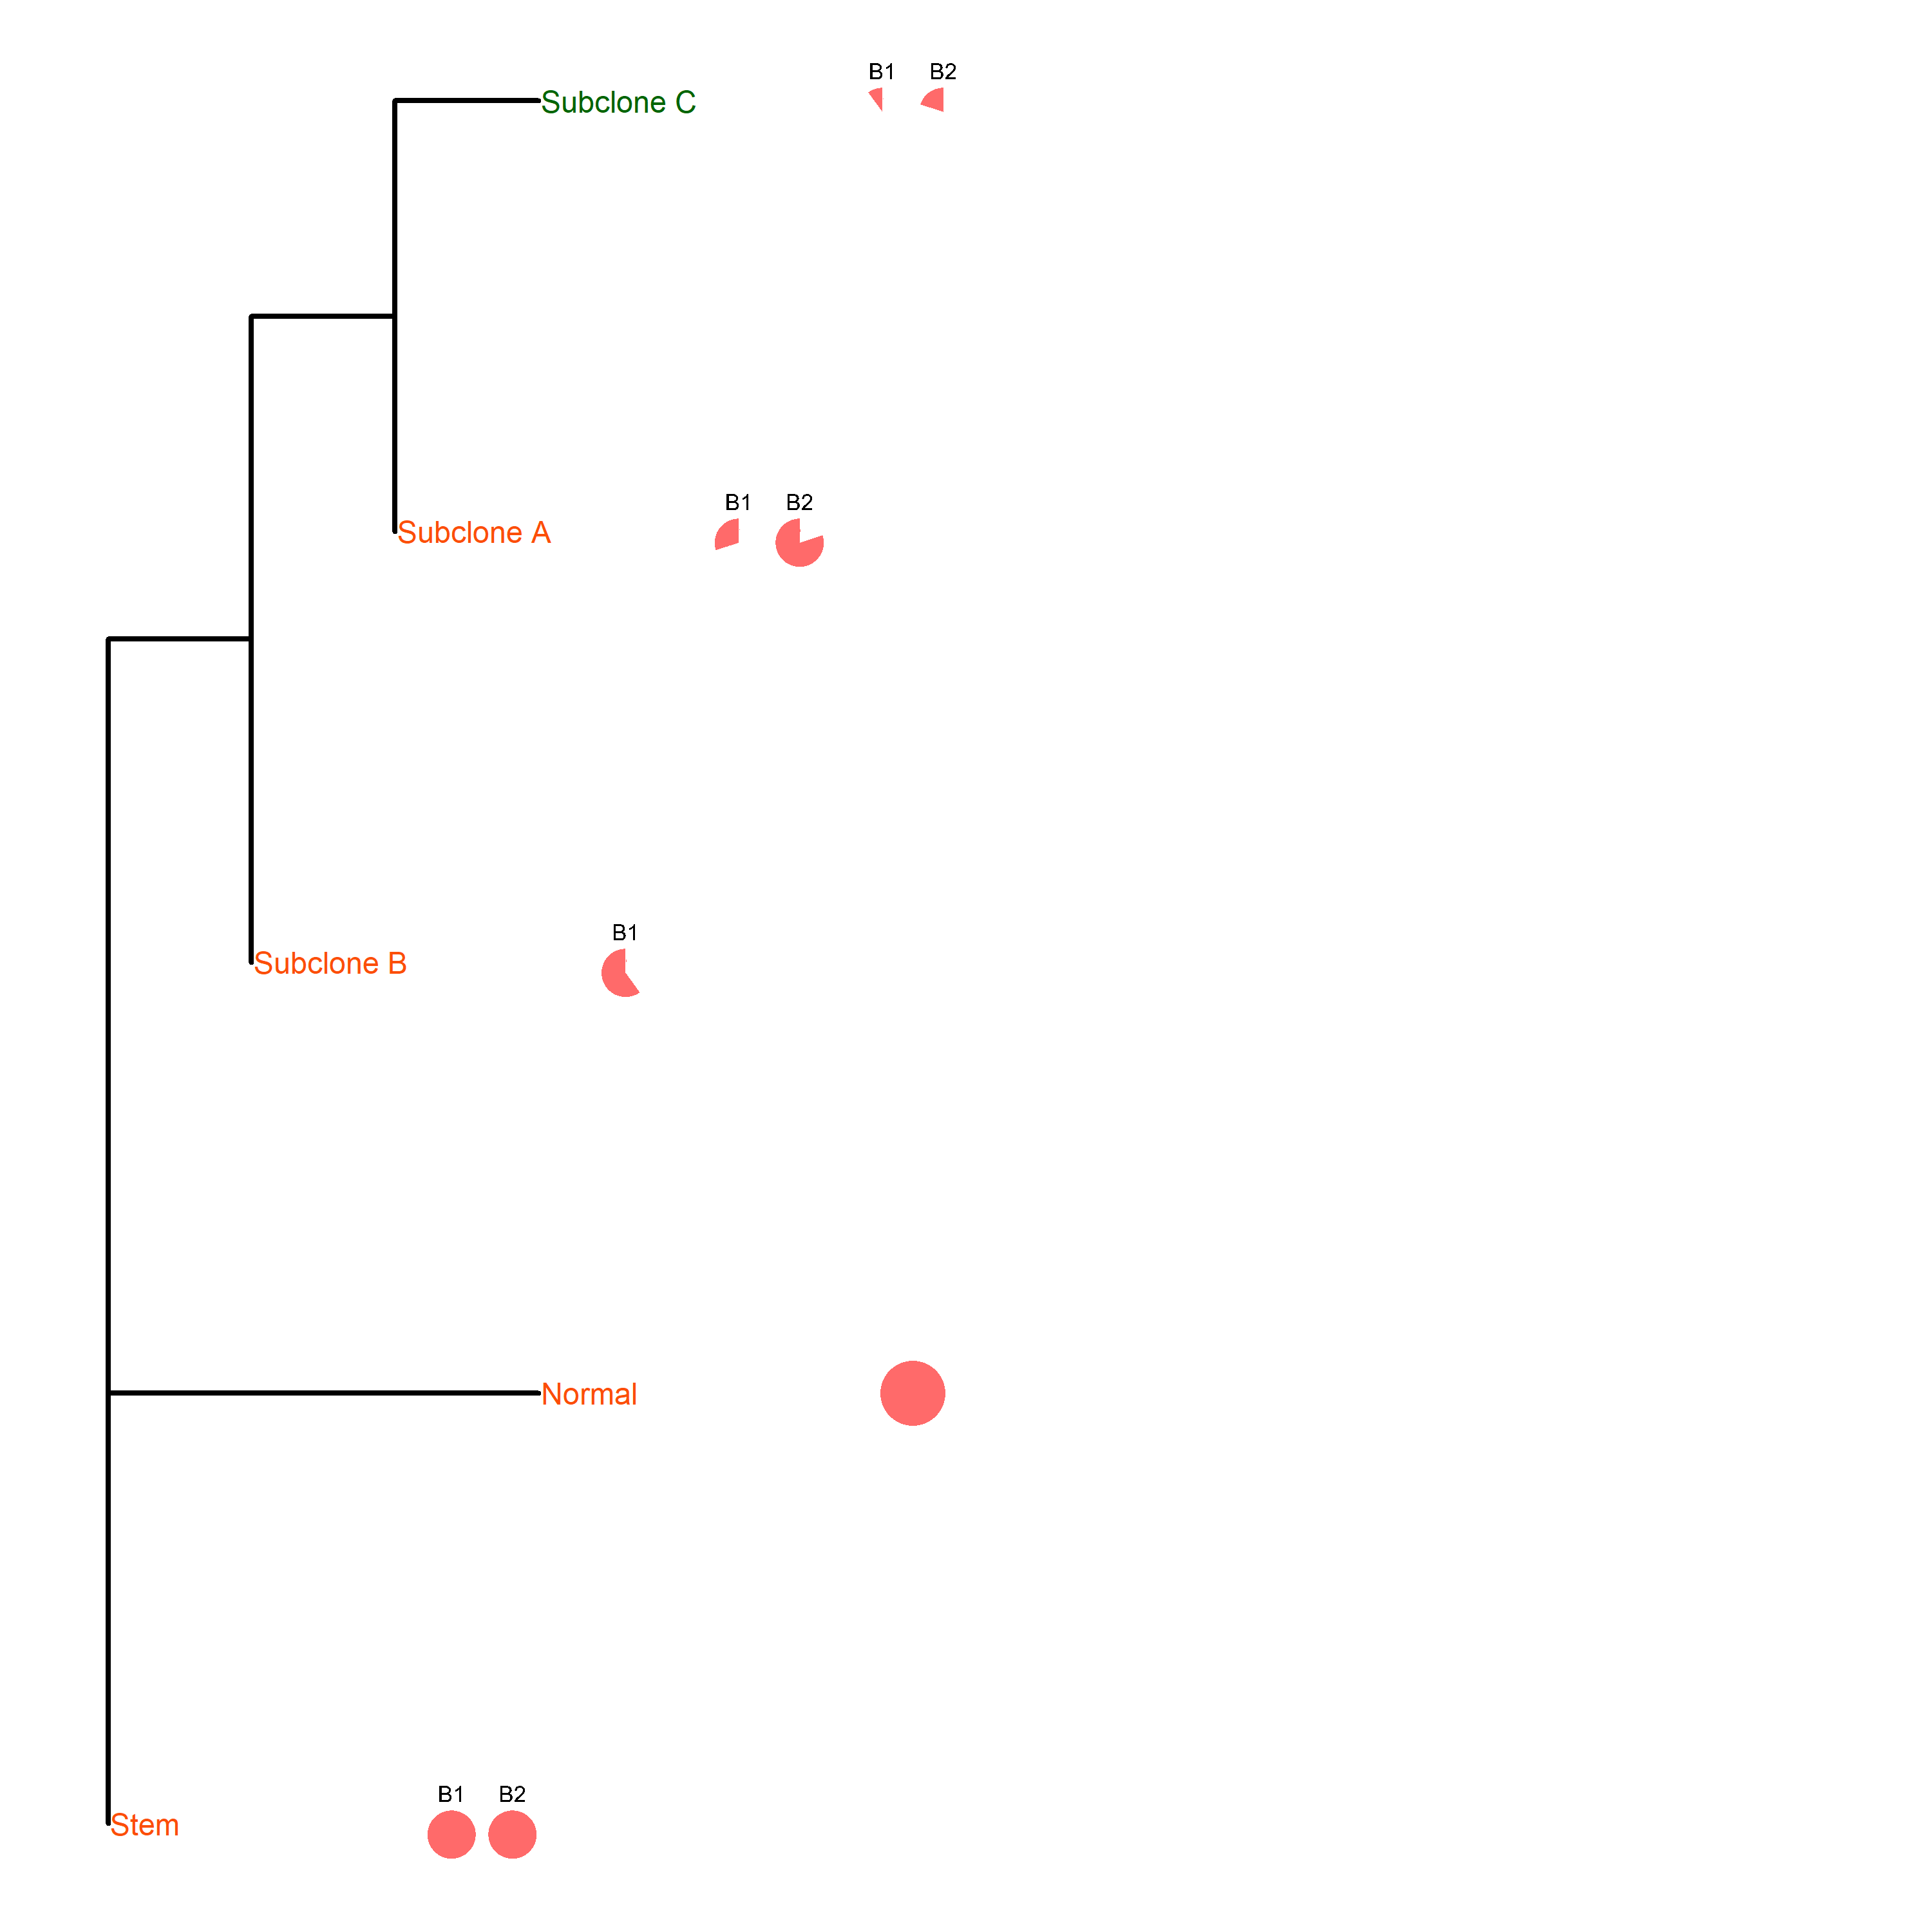 B1 B2
Subclone C
B1 B2
Subclone A
B1
Subclone B
Normal
B1 B2
Stem